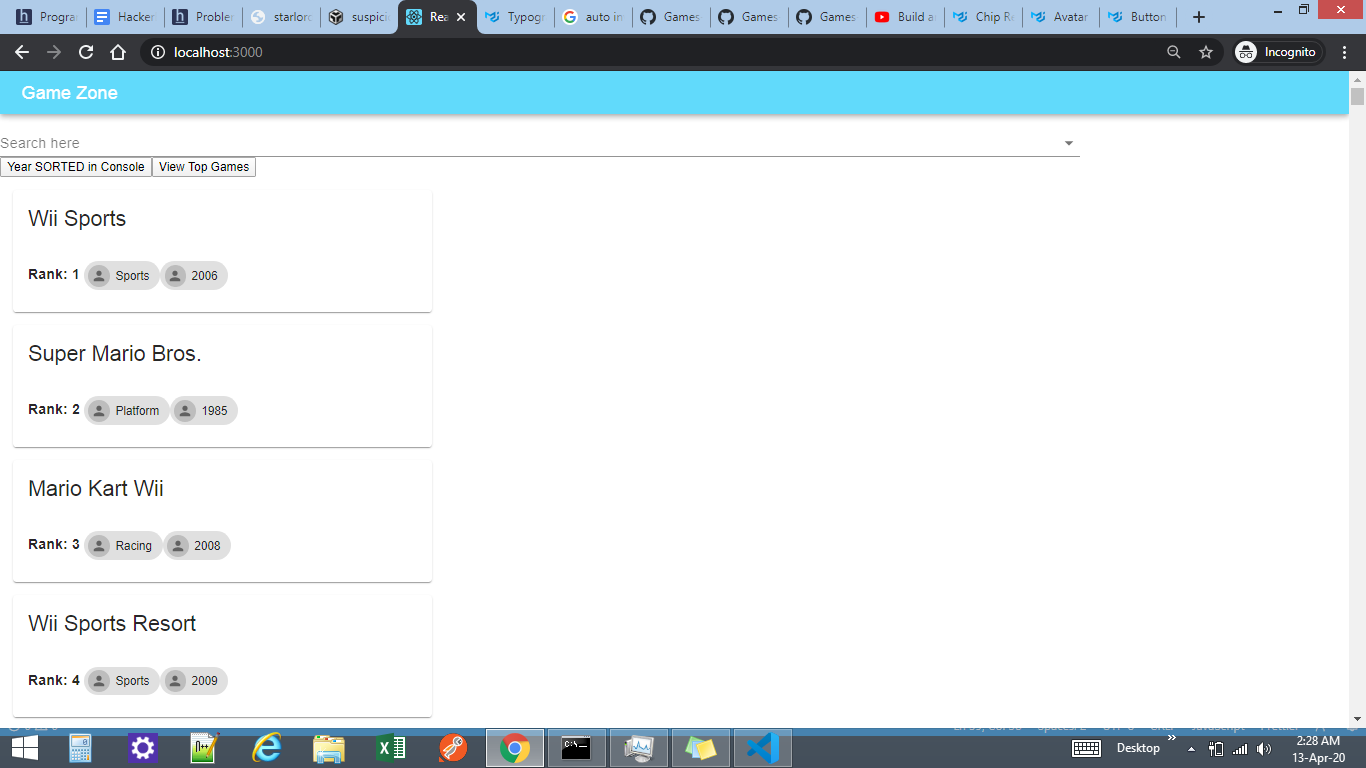 Progra
Hacker
Probler
starlorc
suspici
Rea
Typogr
auto in
Games
Games
Games
Build a
Chip Re
Avatar
Button
localhost:3000
Incognito
Game Zone
Search here
Year SORTED in Console View Top Games
Wii Sports
Rank: 1 Sports 2006
Super Mario Bros.
Rank: 2 Platform 1985
Mario Kart Wii
Rank: 3 Racing 2008
Wii Sports Resort
Rank: 4 Sports 2009
Desktop
2:28 AM
13-Apr-20